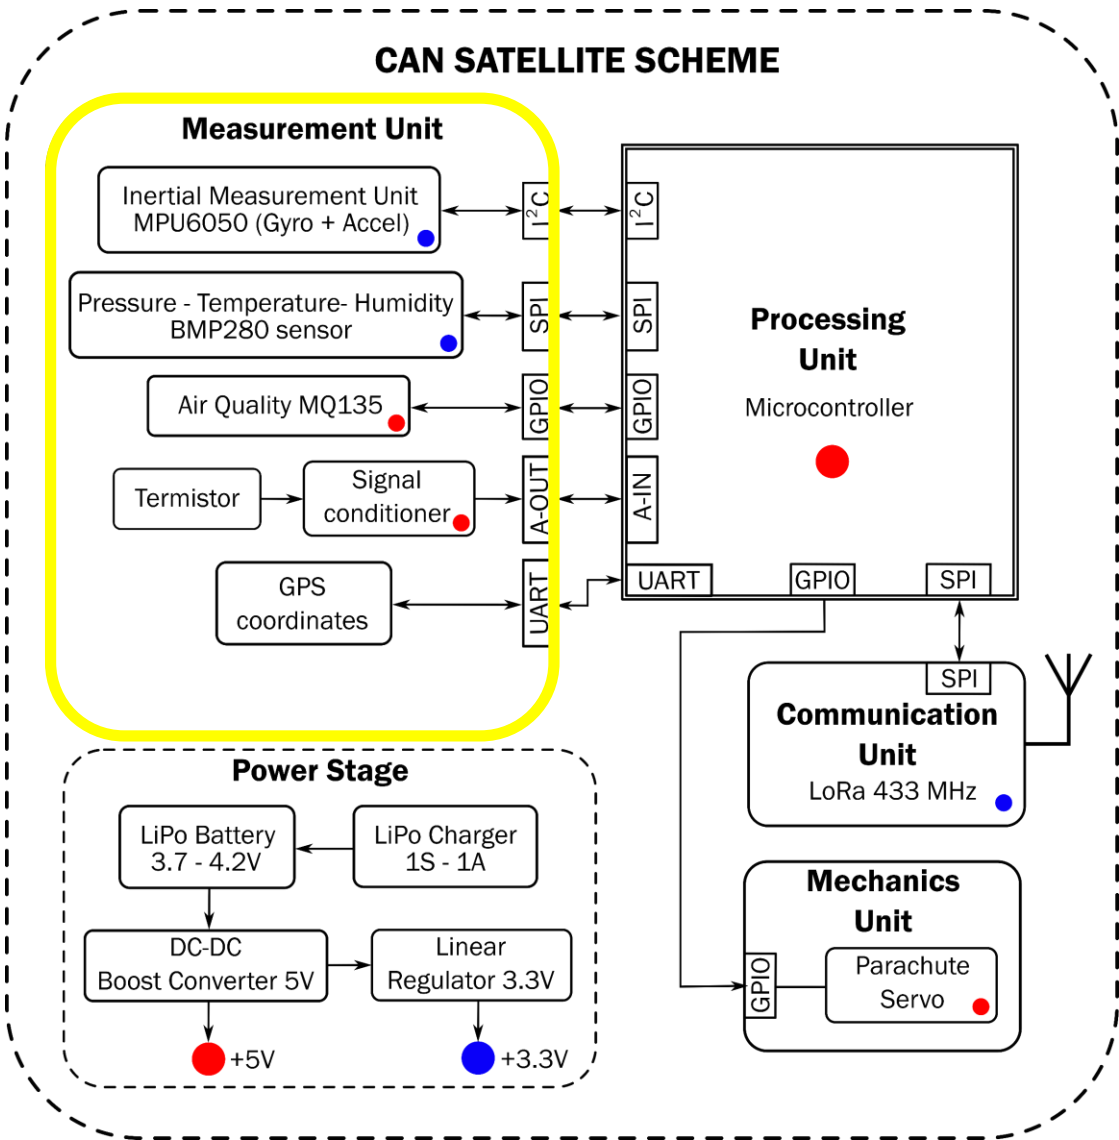 CAN SATELLITE SCHEME
Measurement Unit
Inertial Measurement Unit
MPU6050 (Gyro + Accel)
I²C
I²C
Pressure - Temperature- Humidity
BMP280 sensor
SPI
SPI
Air Quality MQ135
GPIO
GPIO
Termistor
Signal
conditioner
A-OUT
A-IN
GPS
coordinates
UART
UART
Processing
Unit
Microcontroller
GPIO
SPI
SPI
Communication
Unit
LoRa 433 MHz
Power Stage
LiPo Battery
3.7 - 4.2V
LiPo Charger
1S - 1A
DC-DC
Boost Converter 5V
Linear
Regulator 3.3V
+5V
+3.3V
Mechanics
Unit
GPIO
Parachute
Servo